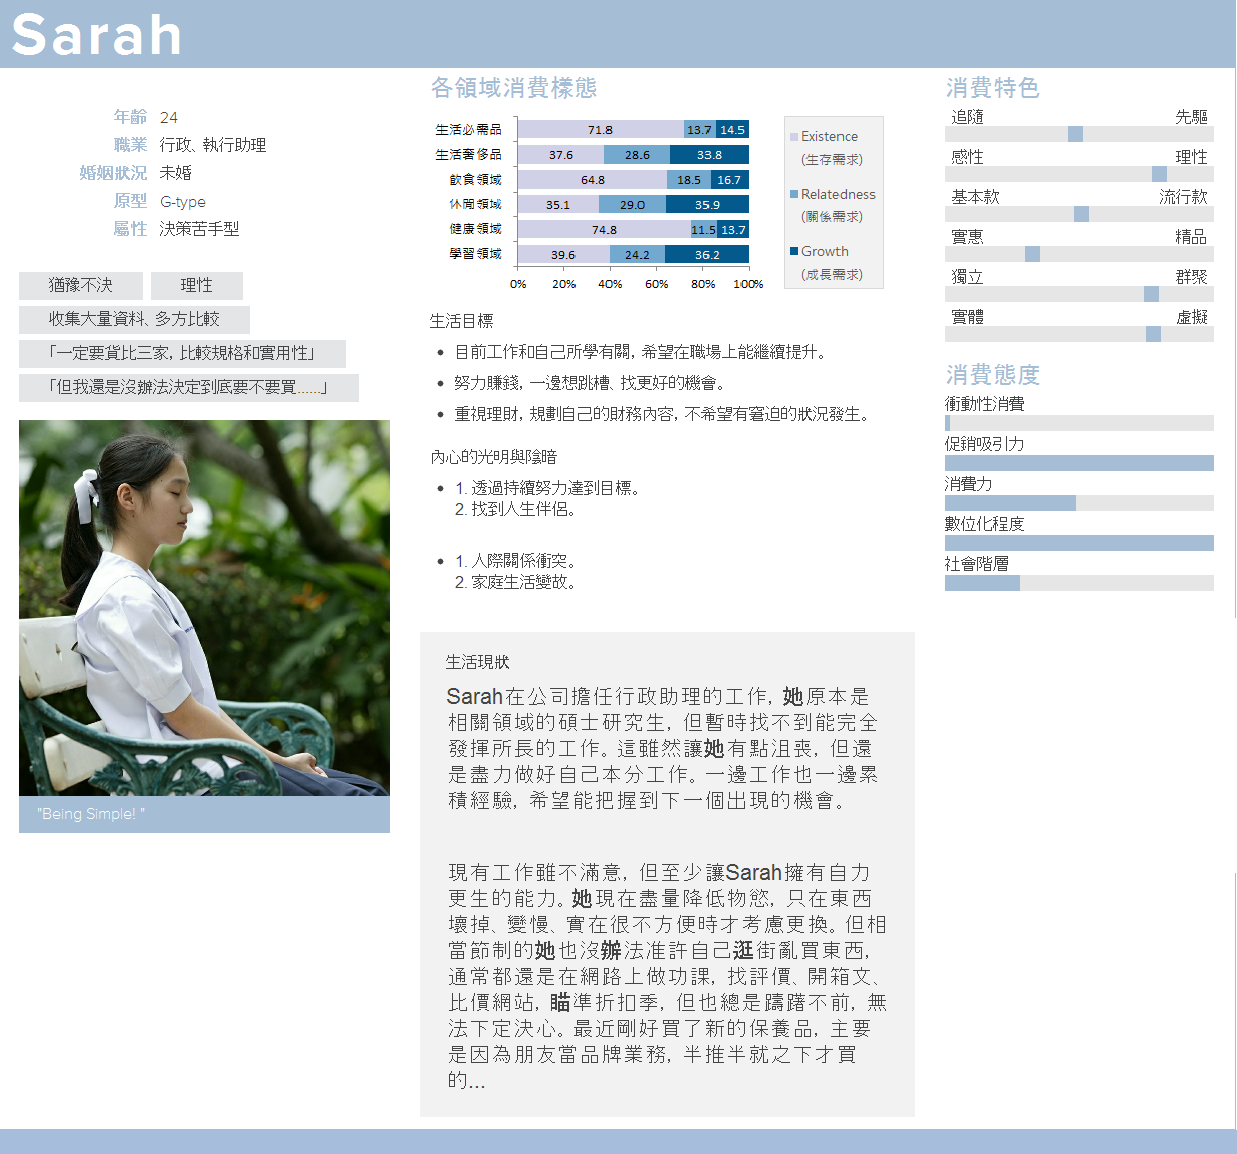 Sarah
年齡 24
職業 行政、執行助理
婚姻狀況 未婚
原型 G-type
屬性 決策苦手型
猶豫不決 理性
收集大量資料、多方比較
「一定要貨比三家，比較規格和實用性」
「但我還是沒辦法決定到底要不要買......」
"Being Simple! "
各領域消費樣態
生活必需品 71.8 13.7 14.5
生活奢侈品 37.6 28.6 33.8
飲食領域 64.8 18.5 16.7
休閒領域 35.1 29.0 35.9
健康領域 74.8 11.5 13.7
學習領域 39.6 24.2 36.2
0% 20% 40% 60% 80% 100%
Existence
(生存需求)
Relatedness
(關係需求)
Growth
(成長需求)
生活目標
• 目前工作和自己所學有關，希望在職場上能繼續提升。
• 努力賺錢，一邊想跳槽、找更好的機會。
• 重視理財，規劃自己的財務內容，不希望有窘迫的狀況發生。
內心的光明與陰暗
• 1. 透過持續努力達到目標。
2. 找到人生伴侶。
• 1. 人際關係衝突。
2. 家庭生活變故。
生活現狀
Sarah在公司擔任行政助理的工作，她原本是
相關領域的碩士研究生，但暫時找不到能完全
發揮所長的工作。這雖然讓她有點沮喪，但還
是盡力做好自己本分工作。一邊工作也一邊累
積經驗，希望能把握到下一個出現的機會。
現有工作雖不滿意，但至少讓Sarah擁有自力
更生的能力。她現在盡量降低物慾，只在東西
壞掉、變慢、實在很不方便時才考慮更換。但相
當節制的她也沒辦法准許自己逛街亂買東西，
通常都還是在網路上做功課，找評價、開箱文、
比價網站，瞄準折扣季，但也總是躊躇不前，無
法下定決心。最近剛好買了新的保養品，主要
是因為朋友當品牌業務，半推半就之下才買
的...
消費特色
追隨 先驅
感性 理性
基本款 流行款
實惠 精品
獨立 群聚
實體 虛擬
消費態度
衝動性消費
促銷吸引力
消費力
數位化程度
社會階層